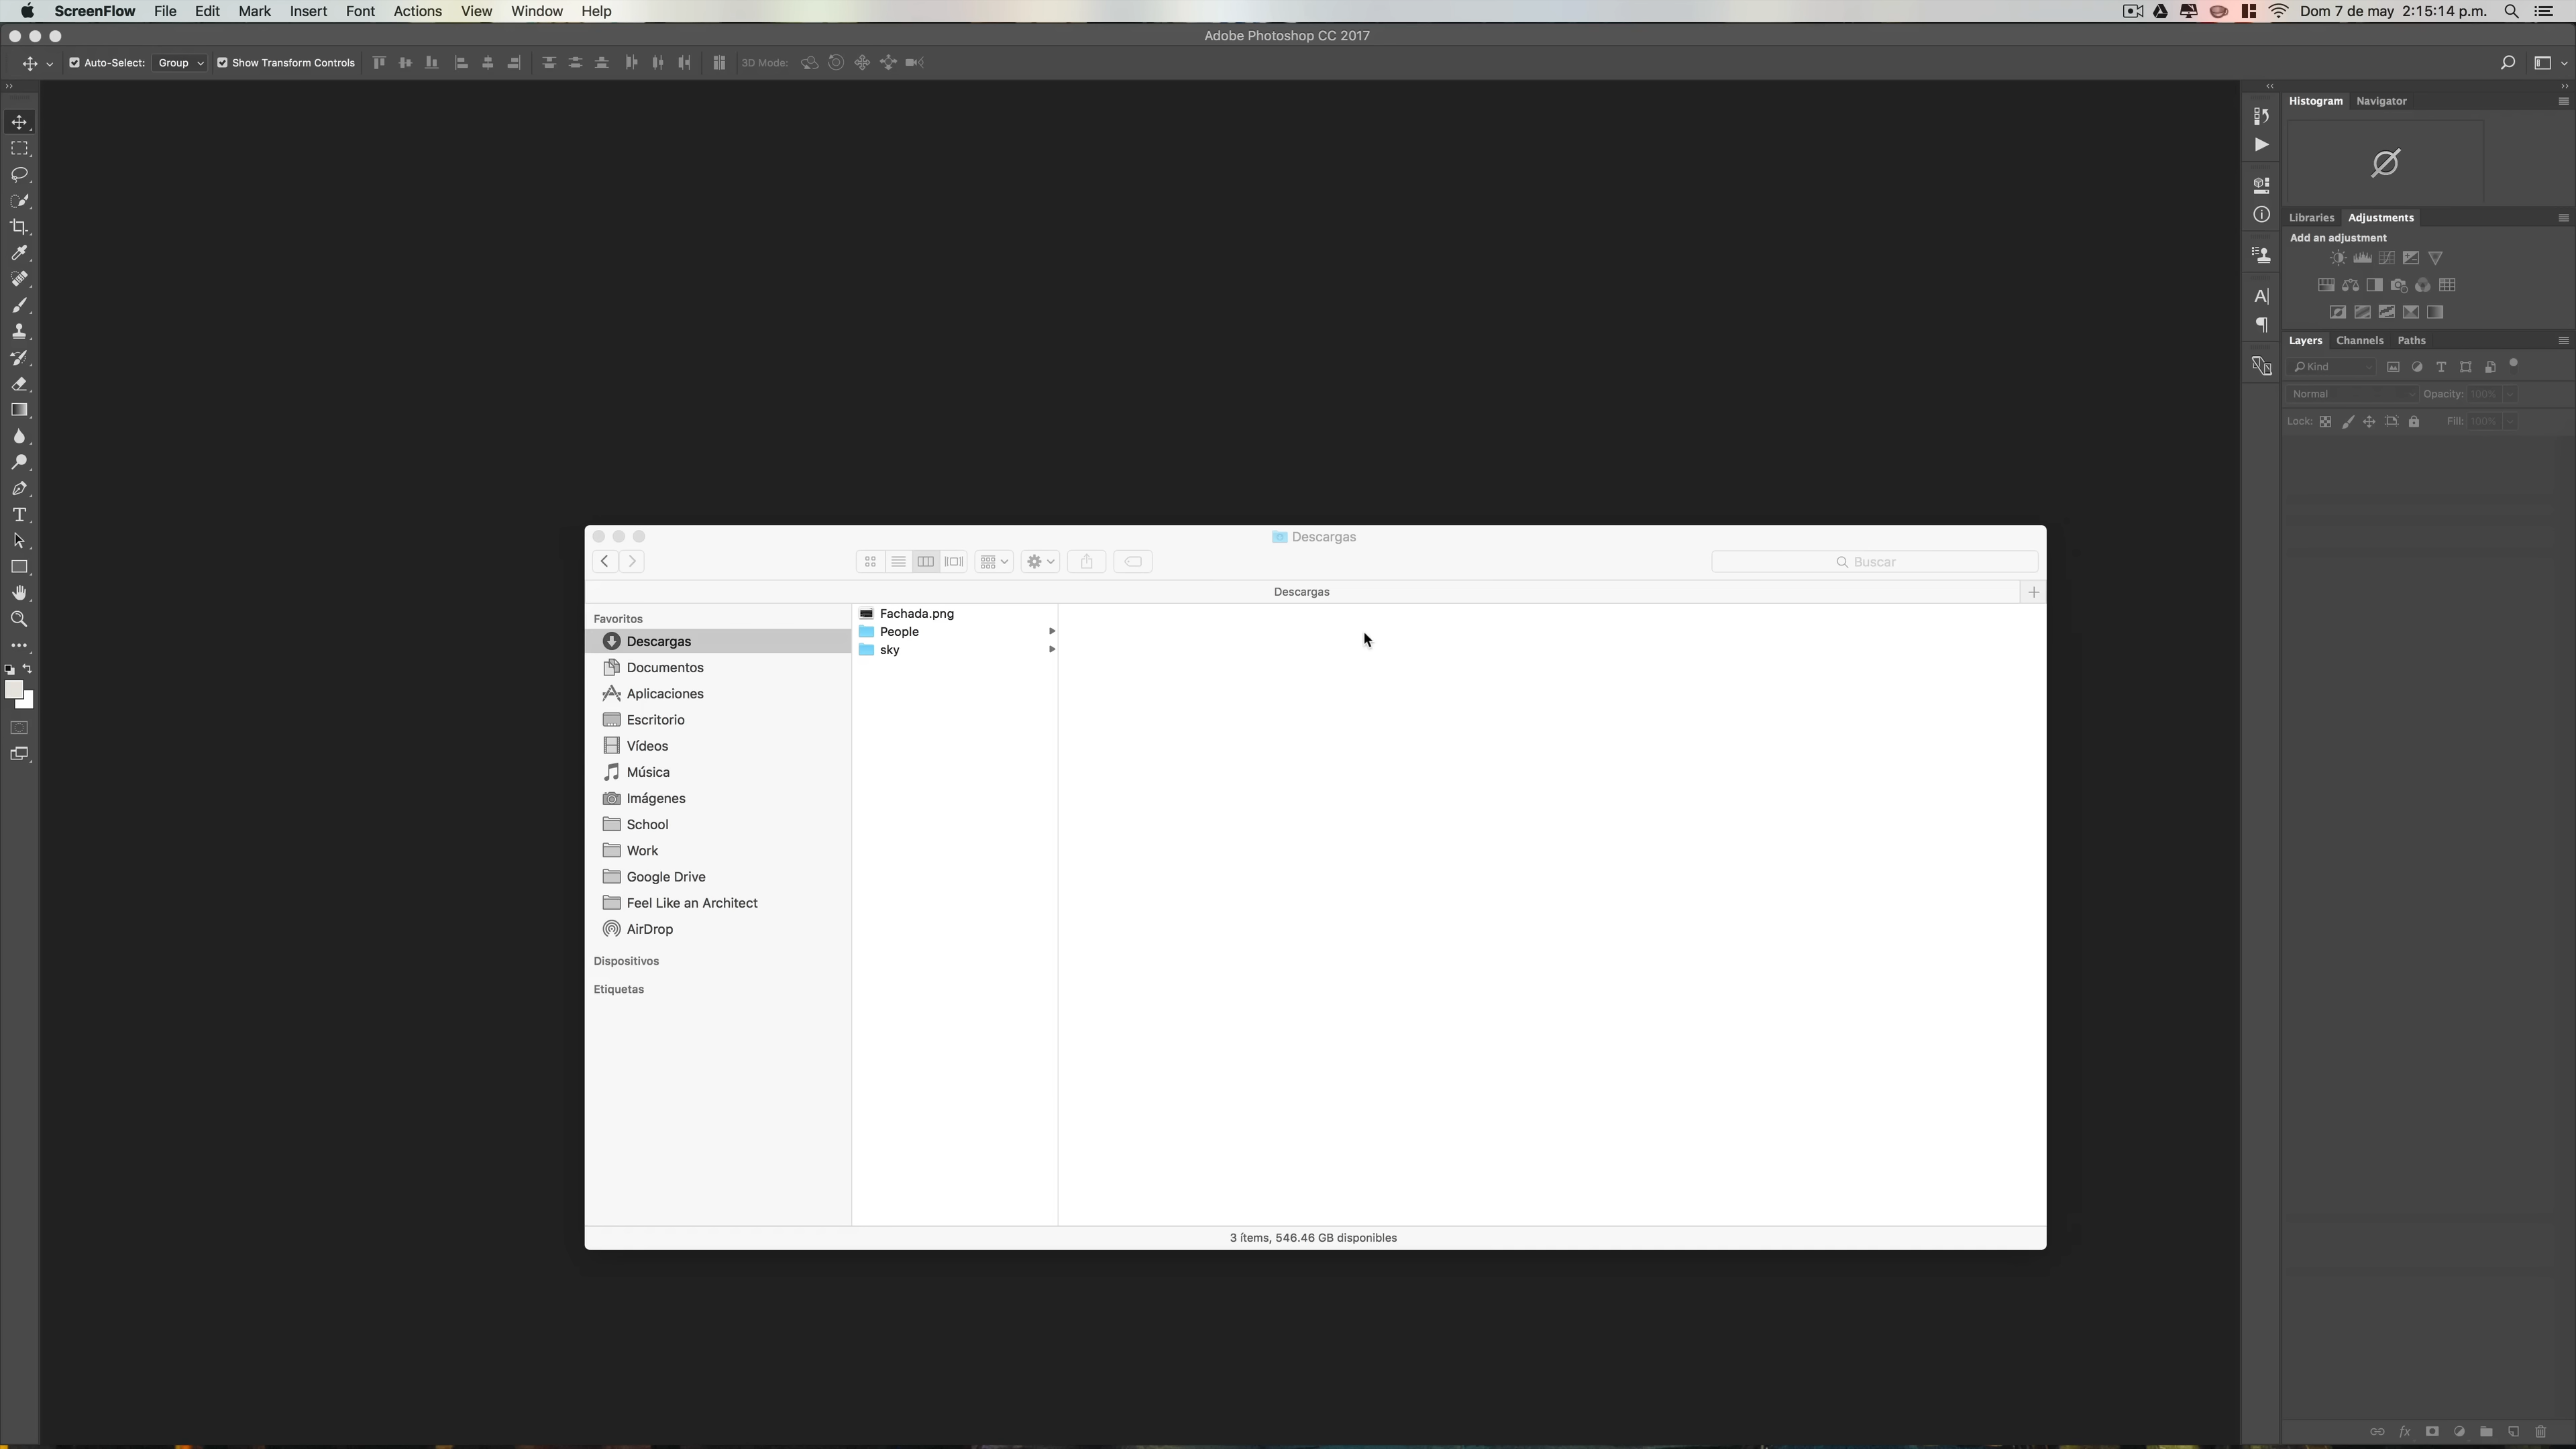 ScreenFlow File Edit Mark Insert Font Actions View Window Help Dom 7 de may 2:15:14 p.m.
Adobe Photoshop CC 2017
Auto-Select: Group Show Transform Controls 3D Mode:
Histogram Navigator
Libraries Adjustments
Add an adjustment
Layers Channels Paths
Kind
Normal Opacity: 100%
Lock: Fill: 100%
Descargas
Buscar
Descargas
Favoritos
Descargas
Documentos
Aplicaciones
Escritorio
Vídeos
Música
Imágenes
School
Work
Google Drive
Feel Like an Architect
AirDrop
Dispositivos
Etiquetas
Fachada.png
People
sky
3 ítems, 546.46 GB disponibles